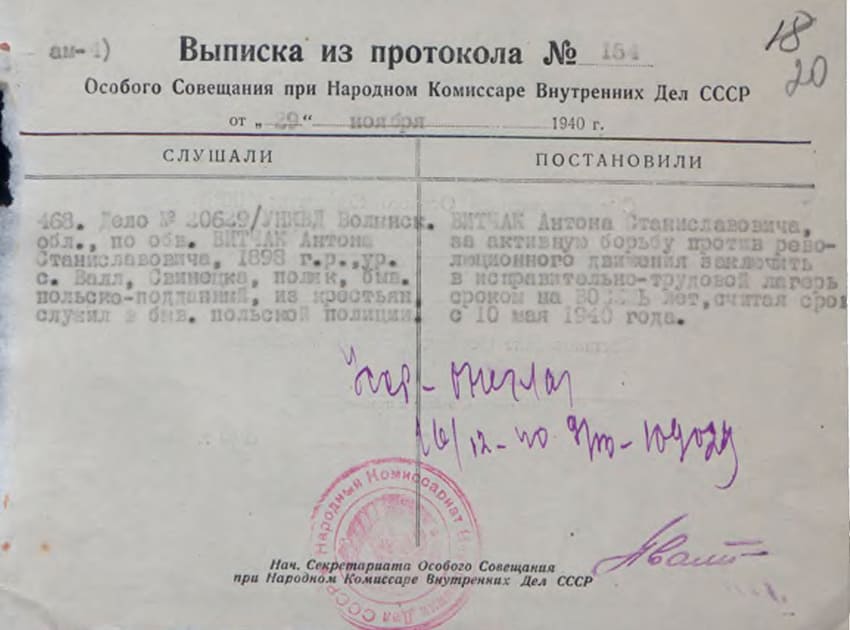 ам-4)
18
20
Выписка из протокола № 154
Особого Совещания при Народном Комиссаре Внутренних Дел СССР
от „29“ ноября 1940 г.
СЛУШАЛИ
468. Дело № 20629/УНКВД Волынск.
обл., по обв. ВИТЧАК Антона
Станиславовича, 1898 г.р.,ур.
с. Валл, поляк, быв.
польско-подданный, из крестьян,
служил в быв. польской полиции.
ПОСТАНОВИЛИ
ВИТЧАК Антона Станиславовича,
за активную борьбу против рево-
люционного движения заключить
в исправительно-трудовой лагерь
сроком на ВОСЕМЬ лет,считая срок
с 10 мая 1940 года.
16/12-40
Народный Комиссариат
Дел СССР
Нач. Секретариата Особого Совещания
при Народном Комиссаре Внутренних Дел СССР